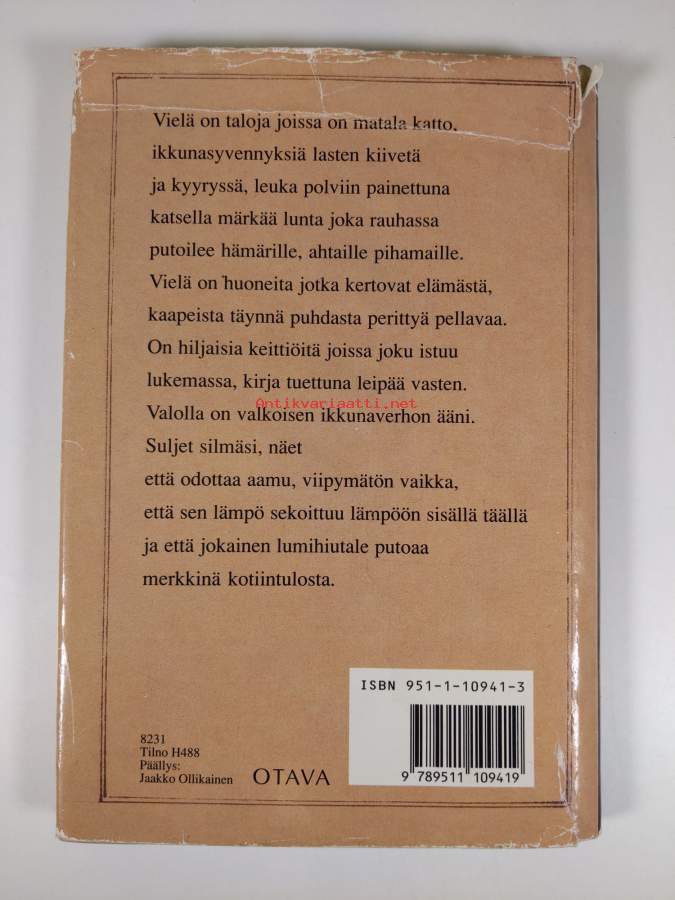 Vielä on taloja joissa on matala katto,
ikkunasyvennyksiä lasten kiivetä
ja kyyryssä, leuka polviin painettuna
katsella märkää lunta joka rauhassa
putoilee hämärille, ahtaille pihamaille.
Vielä on huoneita jotka kertovat elämästä,
kaapeista täynnä puhdasta perittyä pellavaa.
On hiljaisia keittiöitä joissa joku istuu
lukemassa, kirja tuettuna leipää vasten.
Antikvariaatti.net
Valolla on valkoisen ikkunaverhon ääni.
Suljet silmäsi, näet
että odottaa aamu, viipymätön vaikka,
että sen lämpö sekoittuu lämpöön sisällä täällä
ja että jokainen lumihiutale putoaa
merkkinä kotiintulosta.
8231
Tilno H488
Päällys:
Jaakko Ollikainen
OTAVA
ISBN 951-1-10941-3
9 789511 109419